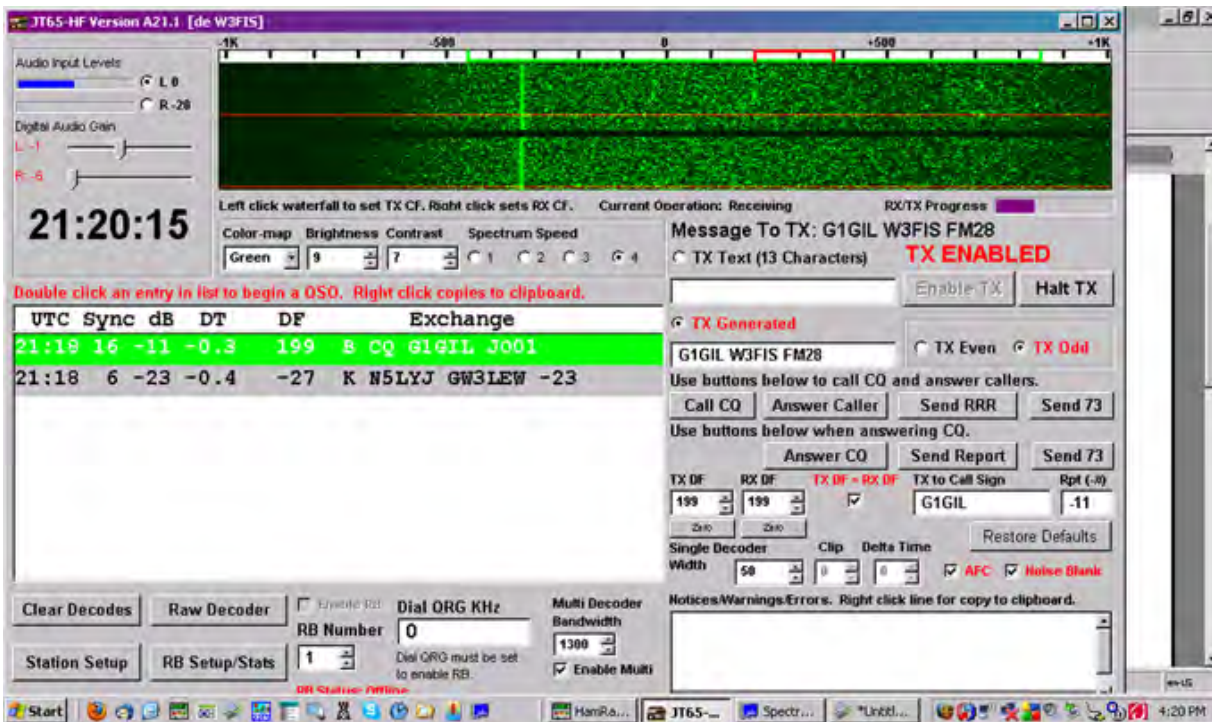 JT65-HF Version A21.1 [de W3FIS]
-1K -500 0 +500 -1K
Audio Input Levels
L 0
R -28
Digital Audio Gain
L -1
R -6
21:20:15
Left click waterfall to set TX CF. Right click sets RX CF. Current Operation: Receiving RX/TX Progress
Color-map Brightness Contrast Spectrum Speed
Green 9 7 1 2 3 4
Message To TX: G1GIL W3FIS FM28
TX Text (13 Characters) TX ENABLED
Enable TX Halt TX
Double click an entry in list to begin a QSO. Right click copies to clipboard.
UTC Sync dB DT DF Exchange
21:19 16 -11 -0.3 199 B CQ G1GIL JO01
21:18 6 -23 -0.4 -27 K N5LYJ GW3LEW -23
TX Generated
G1GIL W3FIS FM28 TX Even TX Odd
Use buttons below to call CQ and answer callers.
Call CQ Answer Caller Send RRR Send 73
Use buttons below when answering CQ.
Answer CQ Send Report Send 73
TX DF RX DF TX DF = RX DF TX to Call Sign Rpt (-#)
199 199 G1GIL -11
Zero Zero
Restore Defaults
Single Decoder Width Clip Delta Time
50 0 0 AFC Noise Blank
Notices/Warnings/Errors. Right click line for copy to clipboard.
Clear Decodes Raw Decoder
Station Setup RB Setup/Stats
Enable RB Dial QRG KHz
RB Number 0
1 Dial QRG must be set
to enable RB.
RB Status: Offline
Multi Decoder
Bandwidth
1300
Enable Multi
en-US
Start HamRa... JT65-... Spectr... 4:20 PM